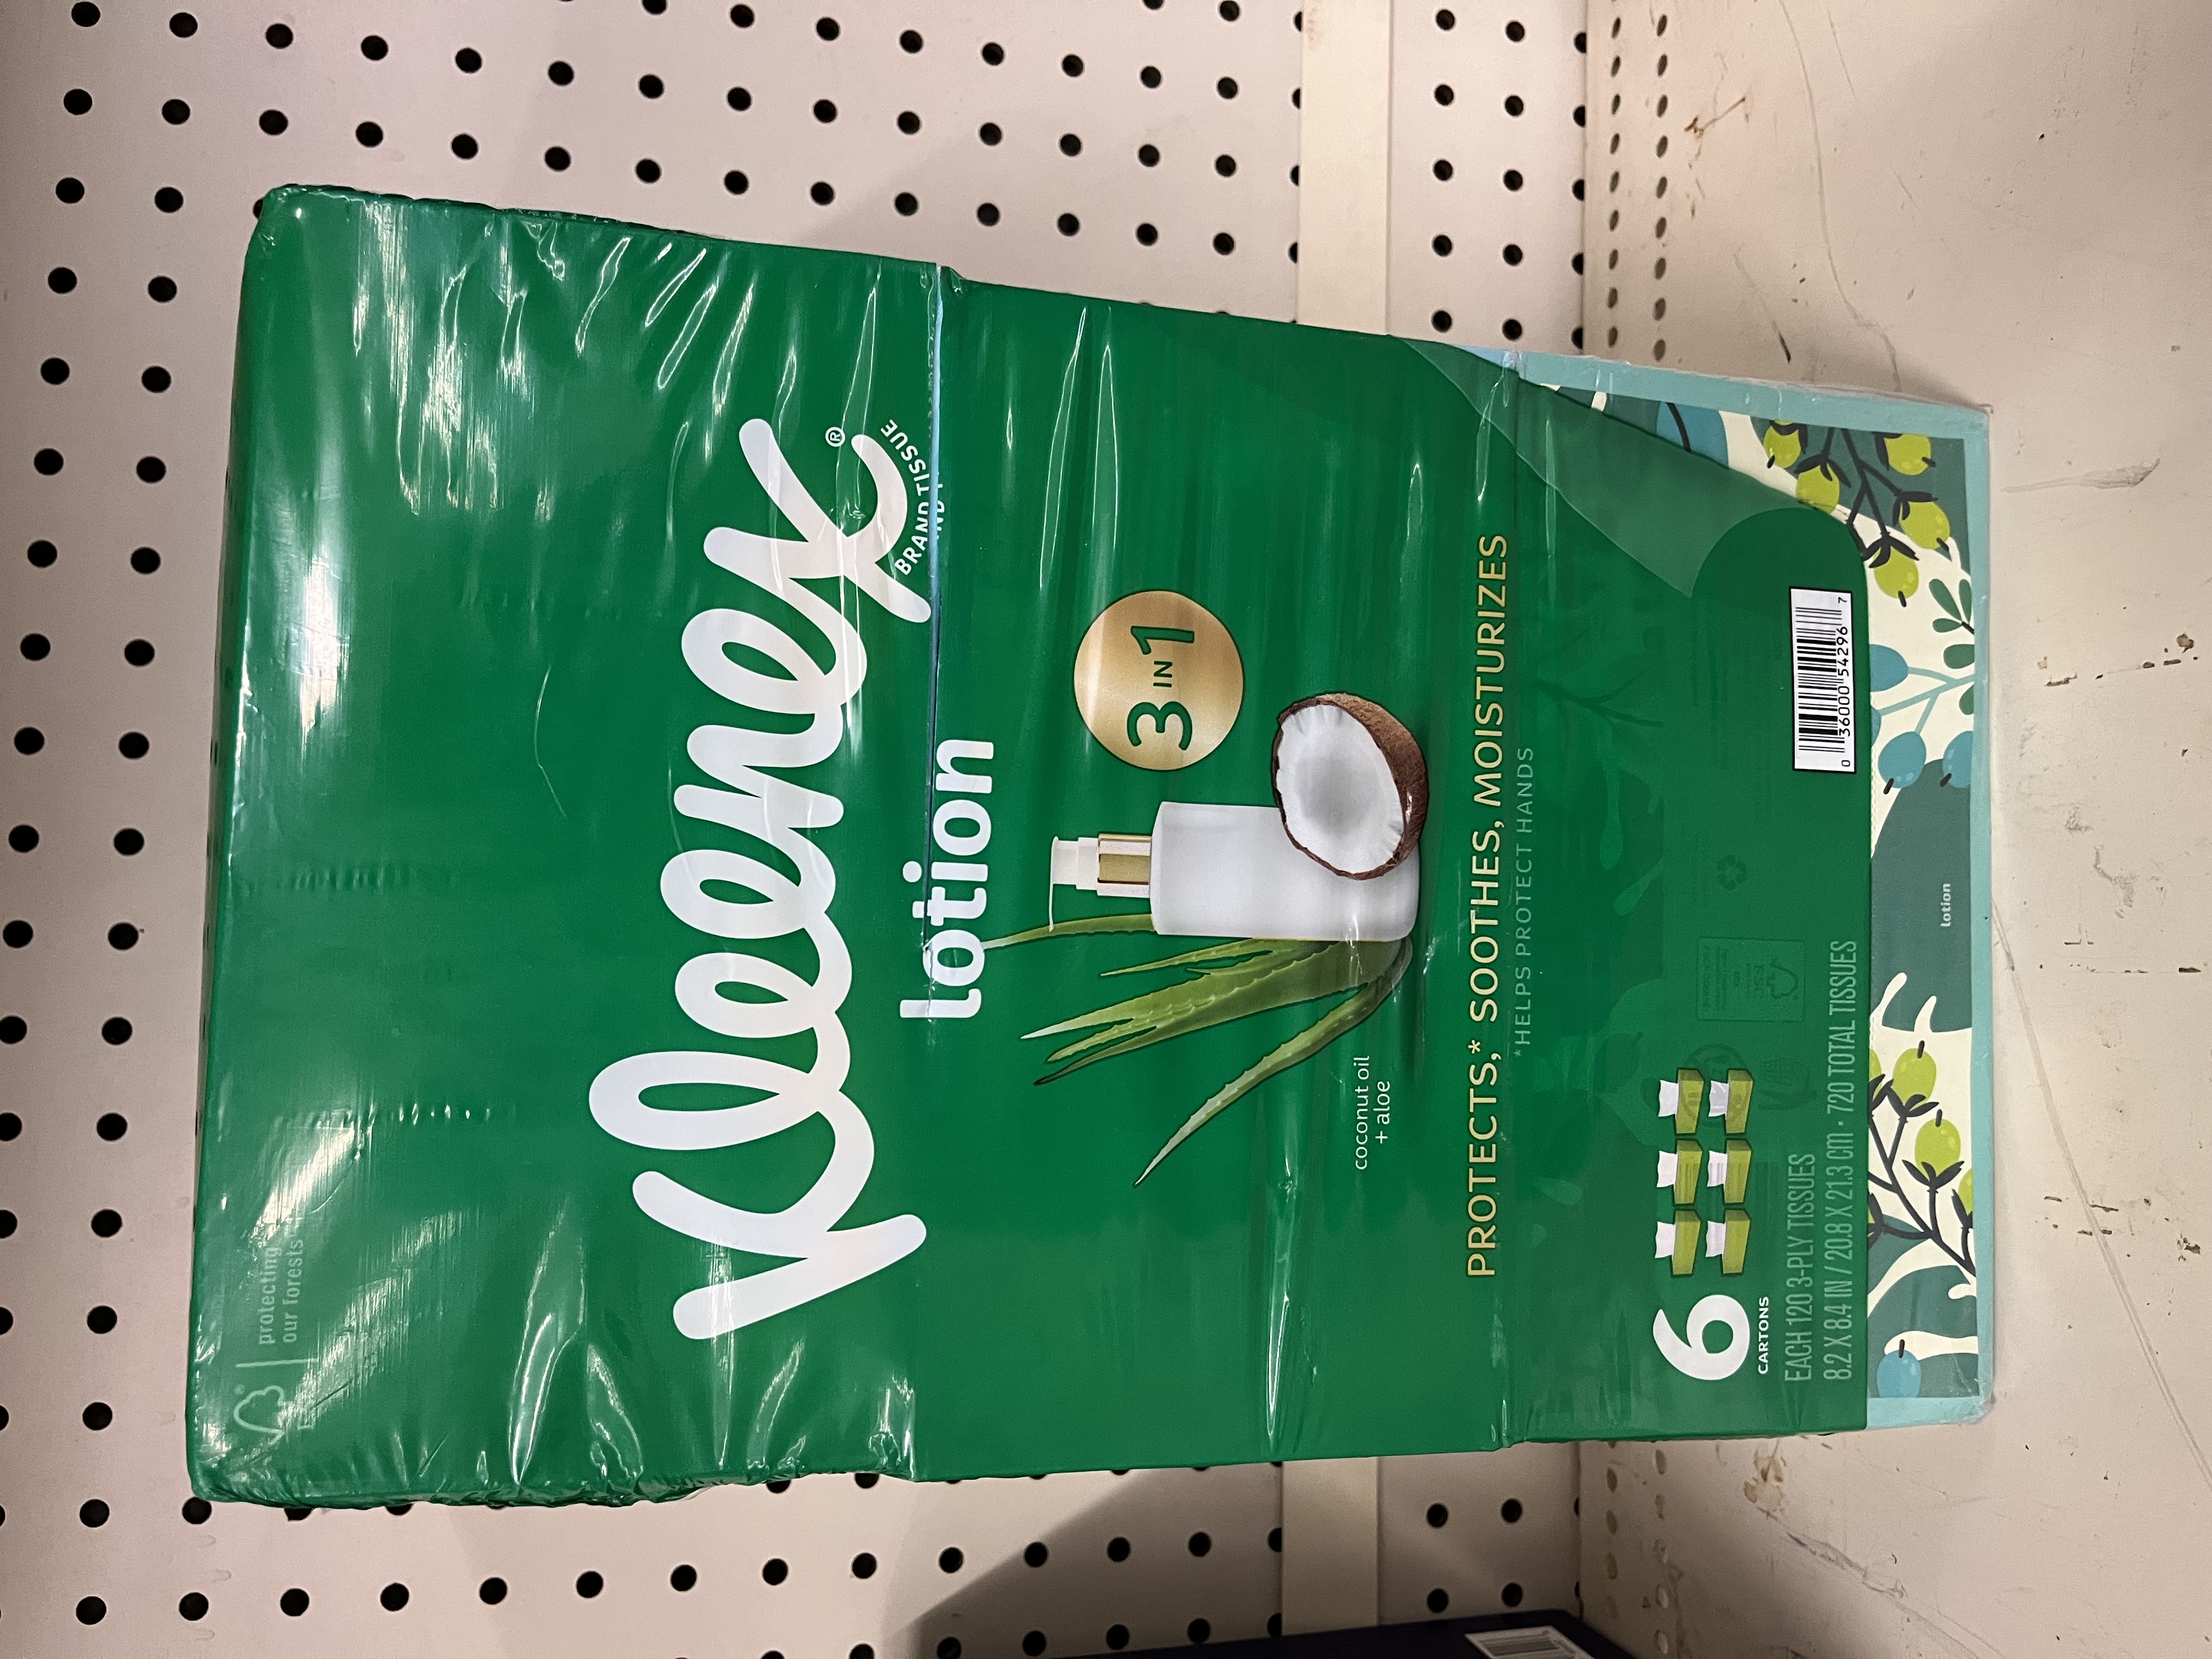 protecting
our forests
Kleenex®
BRAND TISSUE
lotion
3 IN 1
coconut oil
+ aloe
PROTECTS,* SOOTHES, MOISTURIZES
*HELPS PROTECT HANDS
6
CARTONS
EACH 120 3-PLY TISSUES
8.2 X 8.4 IN / 20.8 X 21.3 cm · 720 TOTAL TISSUES
0 36000 54296 7
lotion